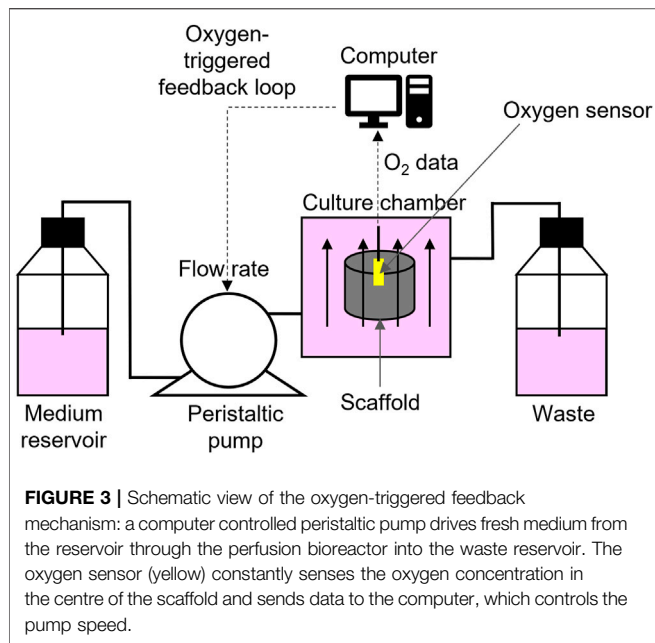 Oxygen-
triggered
feedback loop
Computer
Oxygen sensor
O₂ data
Culture chamber
Flow rate
Medium
reservoir
Peristaltic
pump
Scaffold
Waste
FIGURE 3 | Schematic view of the oxygen-triggered feedback
mechanism: a computer controlled peristaltic pump drives fresh medium from
the reservoir through the perfusion bioreactor into the waste reservoir. The
oxygen sensor (yellow) constantly senses the oxygen concentration in
the centre of the scaffold and sends data to the computer, which controls the
pump speed.